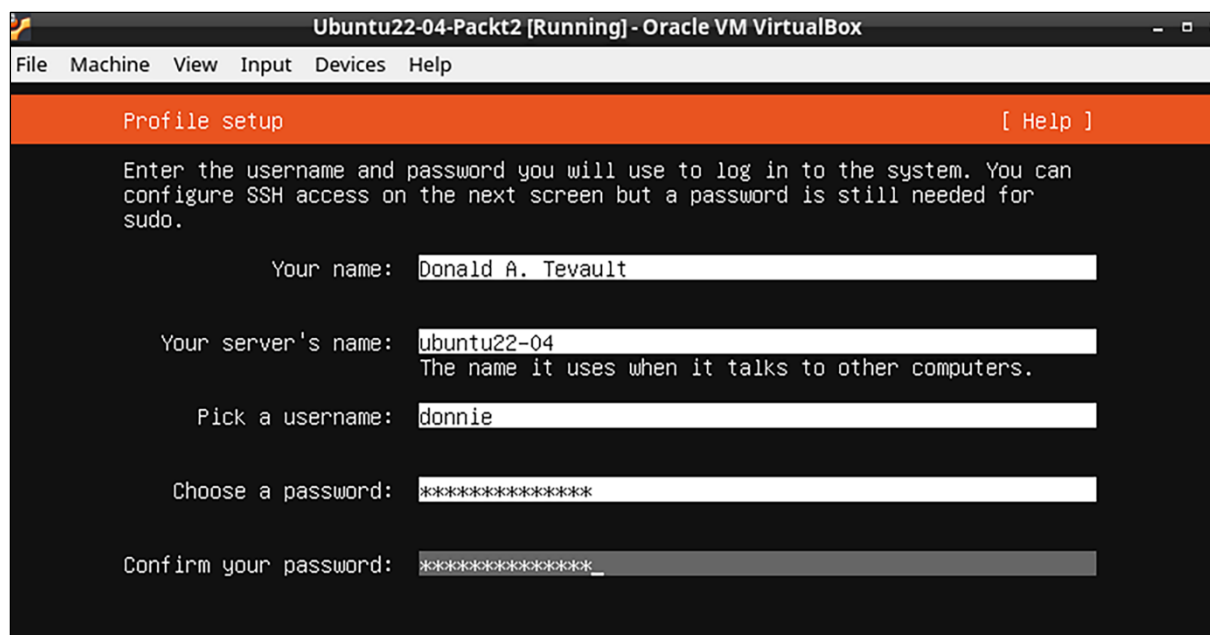 Ubuntu22-04-Packt2 [Running] - Oracle VM VirtualBox
File Machine View Input Devices Help
Profile setup [ Help ]
Enter the username and password you will use to log in to the system. You can
configure SSH access on the next screen but a password is still needed for
sudo.
Your name: Donald A. Tevault
Your server's name: ubuntu22-04
The name it uses when it talks to other computers.
Pick a username: donnie
Choose a password: **************
Confirm your password: **************_